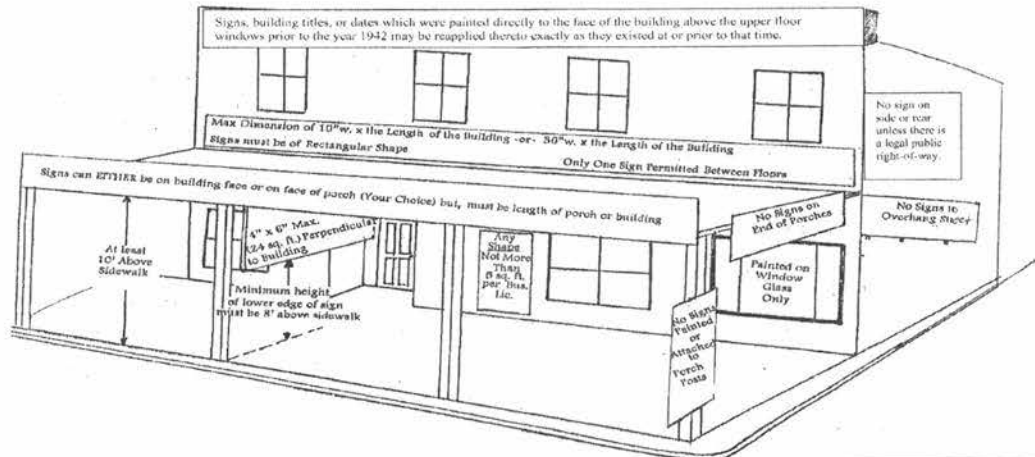 Signs, building titles, or dates which were painted directly to the face of the building above the upper floor
windows prior to the year 1942 may be reapplied thereto exactly as they existed at or prior to that time.
No sign on
side or rear
unless there is
a legal public
right-of-way.
Max Dimension of 10"w. x the Length of the Building -or- 30"w. x the Length of the Building
Signs must be of Rectangular Shape
Only One Sign Permitted Between Floors
Signs can EITHER be on building face or on face of porch (Your Choice) but, must be length of porch or building
No Signs on
End of Porches
No Signs to
Overhang Street
4" x 6" Max.
(24 sq. ft.) Perpendicular
to Building
At least
10' Above
Sidewalk
Any
Shape
Not More
Than
8 sq. ft.
per Bus.
Lic.
Painted on
Window
Glass
Only
Minimum height
of lower edge of sign
must be 8' above sidewalk
No Signs
Painted
or
Attached
to
Porch
Posts